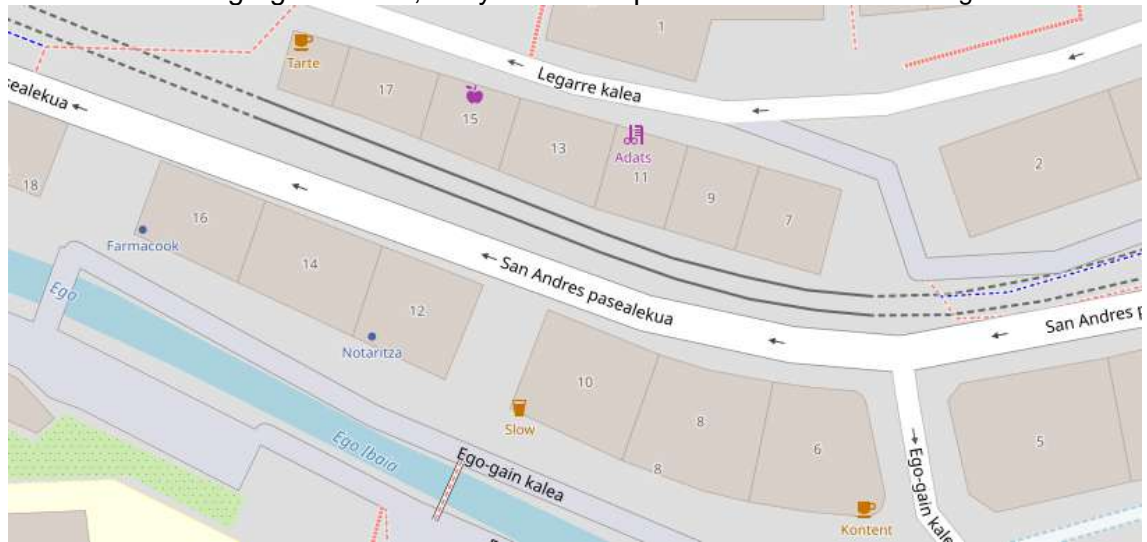 1
Tarte
Legarre kalea
17
15
13
Adats
11
9
7
2
sealekua
18
16
Farmacook
14
12
San Andres pasealekua
San Andres p
Ego
Notaritza
10
8
6
5
Slow
8
Ego Ibaia
Ego-gain kalea
Ego-gain kale
Kontent